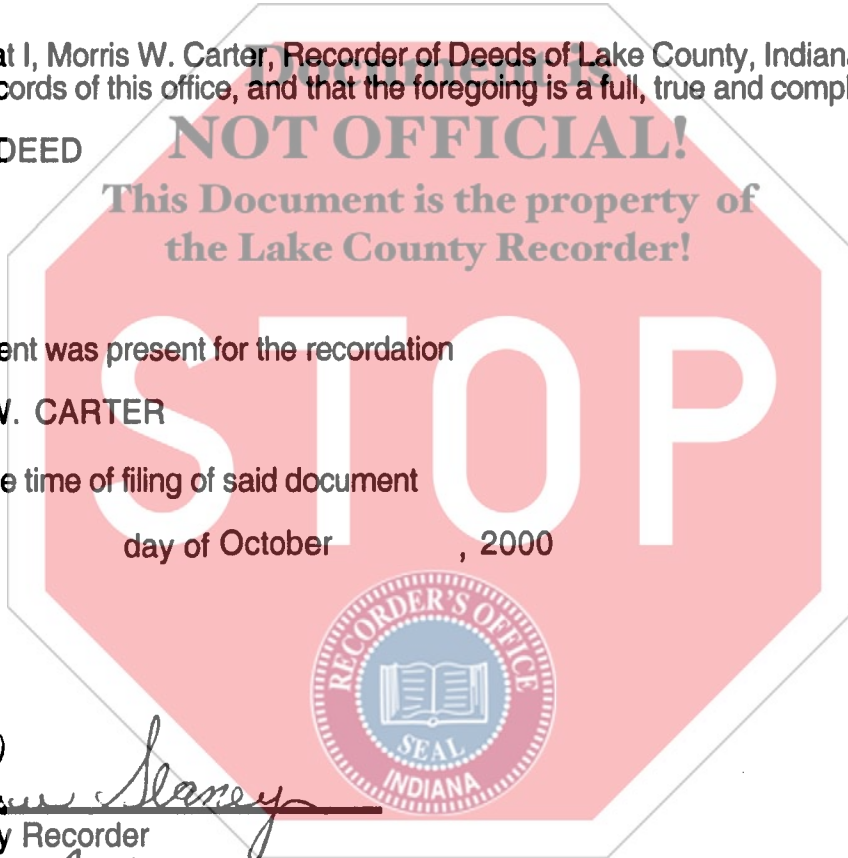 at I, Morris W. Carter, Recorder of Deeds of Lake County, Indiana
cords of this office, and that the foregoing is a full, true and compl
Document is
NOT OFFICIAL!
DEED
This Document is the property of
the Lake County Recorder!
STOP
ent was present for the recordation
W. CARTER
e time of filing of said document
day of October , 2000
RECORDER'S OFFICE
SEAL
INDIANA
Slaney
y Recorder